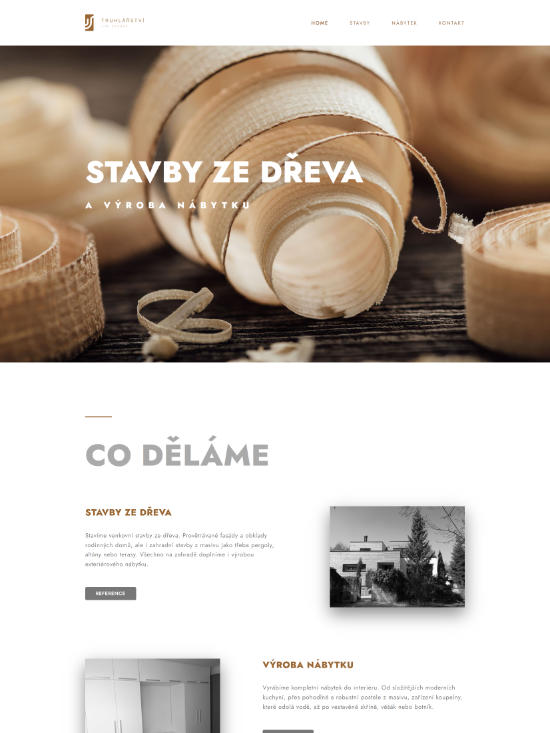 TRUHLÁŘSTVÍ
HOME
STAVBY
NÁBYTEK
KONTAKT
STAVBY ZE DŘEVA
A VÝROBA NÁBYTKU
CO DĚLÁME
STAVBY ZE DŘEVA
Stavíme venkovní stavby ze dřeva. Provětrávané fasády a obklady
rodinných domů, ale i zahradní stavby z masivu jako třeba pergoly,
altány nebo terasy. Všechno na zahradě doplníme i výrobou
exteriérového nábytku.
REFERENCE
VÝROBA NÁBYTKU
Vyrábíme kompletní nábytek do interiéru. Od složitějších moderních
kuchyní, přes pohodlné a robustní postele z masivu, zařízení koupelny,
které odolá vodě, až po vestavěné skříně, věšák nebo botník.